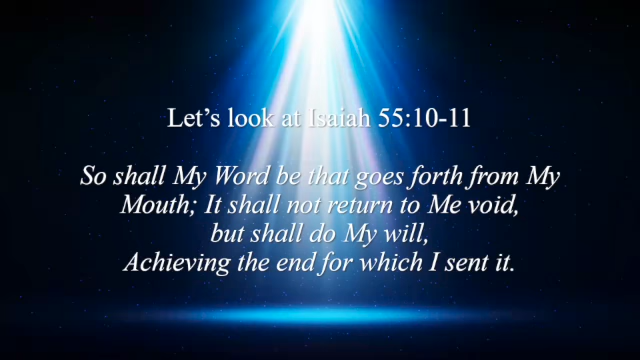 Let's look at Isaiah 55:10-11
So shall My Word be that goes forth from My
Mouth; It shall not return to Me void,
but shall do My will,
Achieving the end for which I sent it.